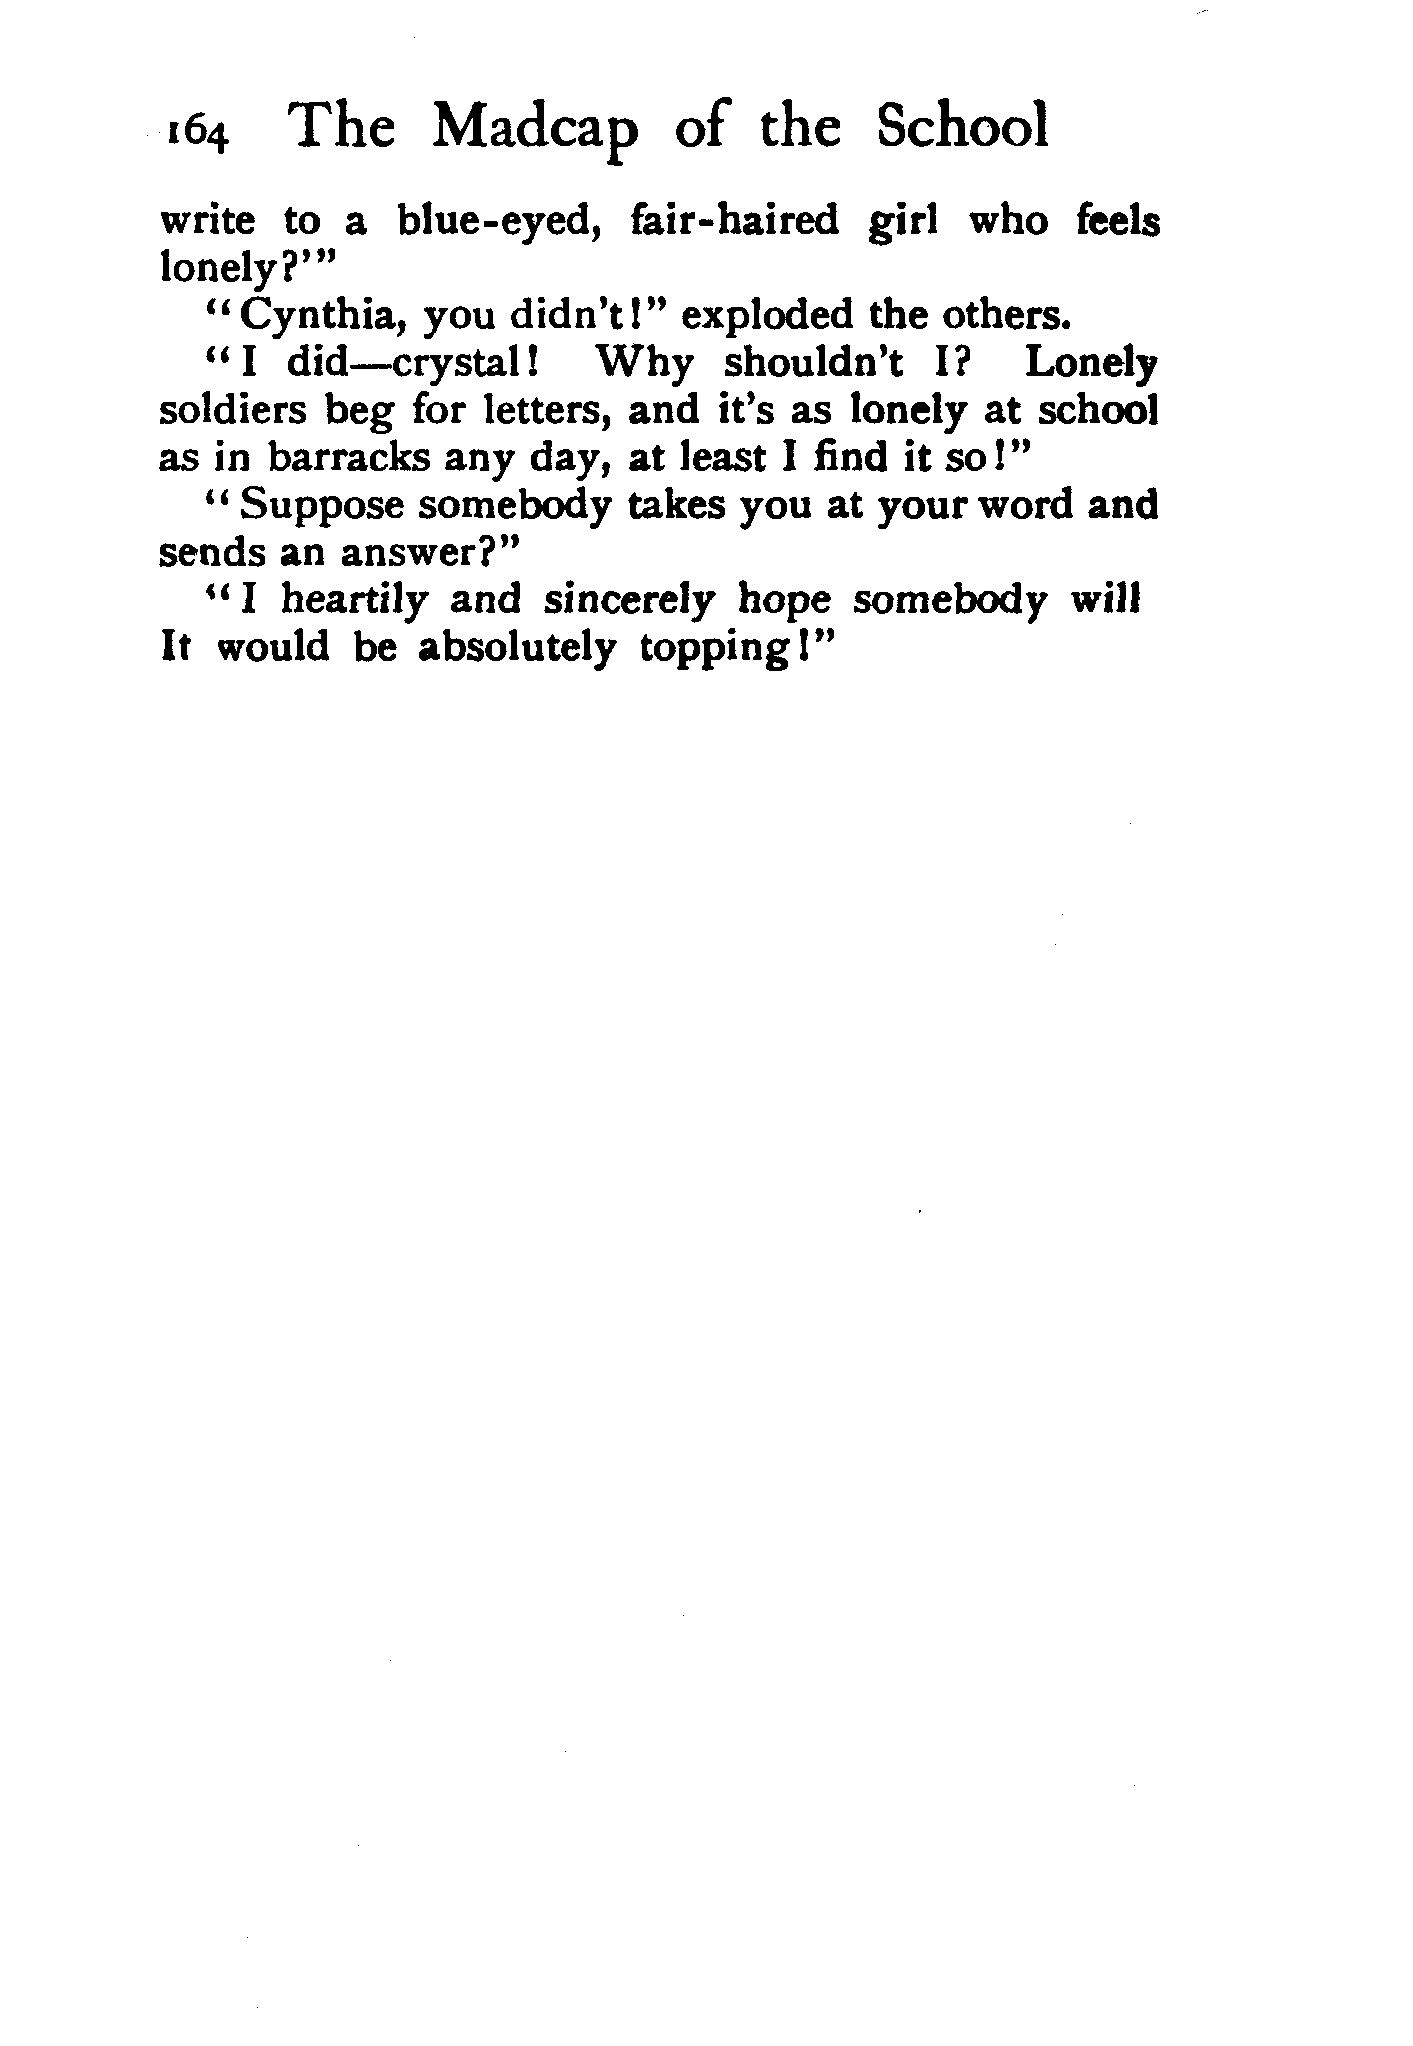 164 The Madcap of the School
write to a blue-eyed, fair-haired girl who feels
lonely?'"
"Cynthia, you didn't!" exploded the others.
"I did—crystal! Why shouldn't I? Lonely
soldiers beg for letters, and it's as lonely at school
as in barracks any day, at least I find it so!"
"Suppose somebody takes you at your word and
sends an answer?"
"I heartily and sincerely hope somebody will
It would be absolutely topping!"